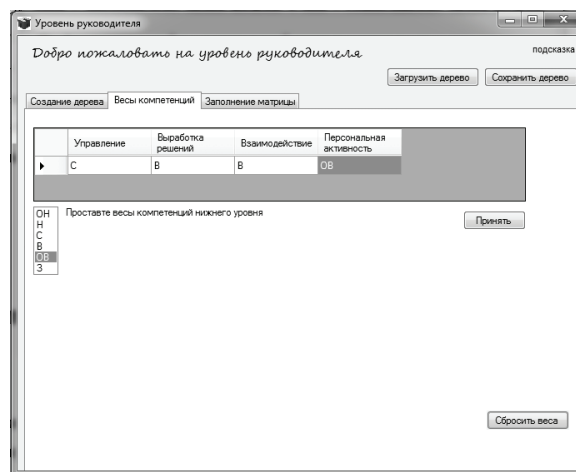 Уровень руководителя
Добро пожаловать на уровень руководителя
подсказка
Загрузить дерево Сохранить дерево
Создание дерева Весы компетенций Заполнение матрицы
Управление Выработка решений Взаимодействие Персональная активность
С В В ОВ
ОН
Н
С
В
ОВ
З
Проставте весы компетенций нижнего уровня
Принять
Сбросить веса